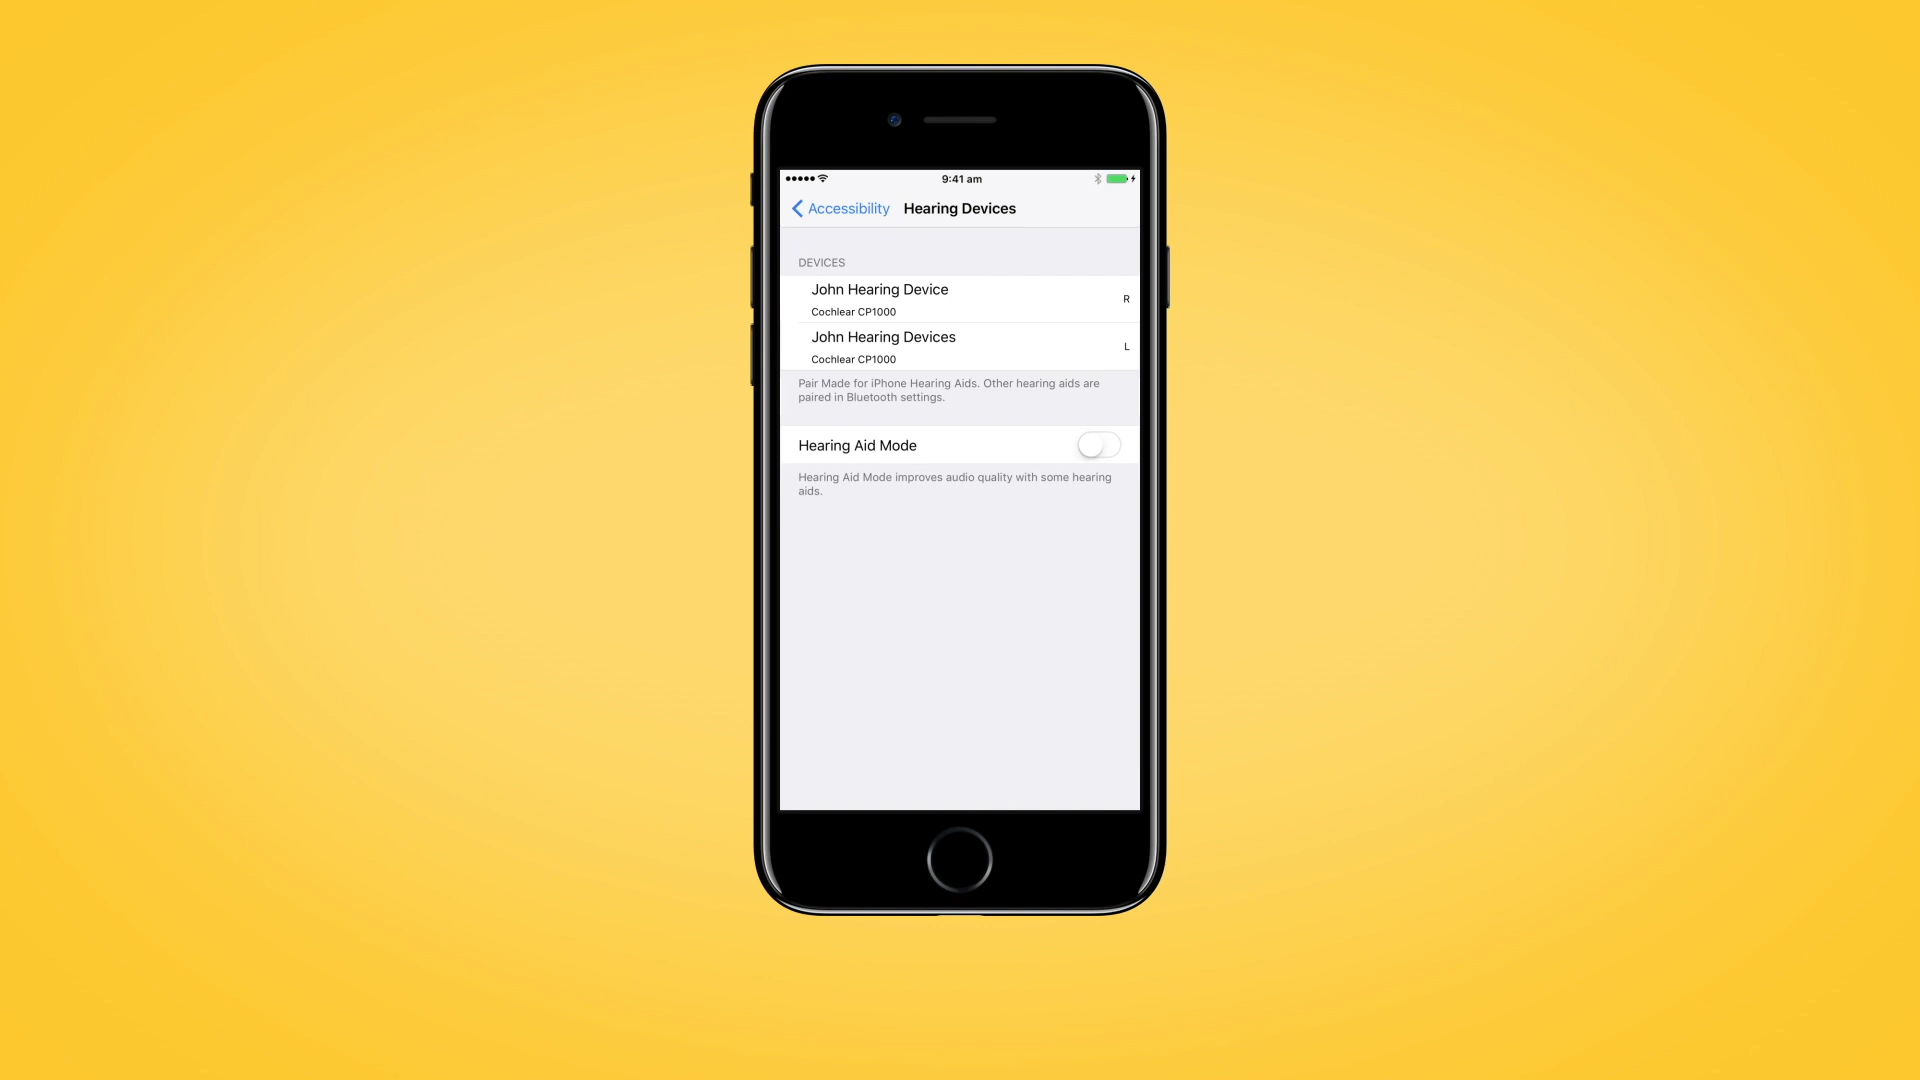 9:41 am
Accessibility Hearing Devices
DEVICES
John Hearing Device
Cochlear CP1000
R
John Hearing Devices
Cochlear CP1000
L
Pair Made for iPhone Hearing Aids. Other hearing aids are
paired in Bluetooth settings.
Hearing Aid Mode
Hearing Aid Mode improves audio quality with some hearing
aids.